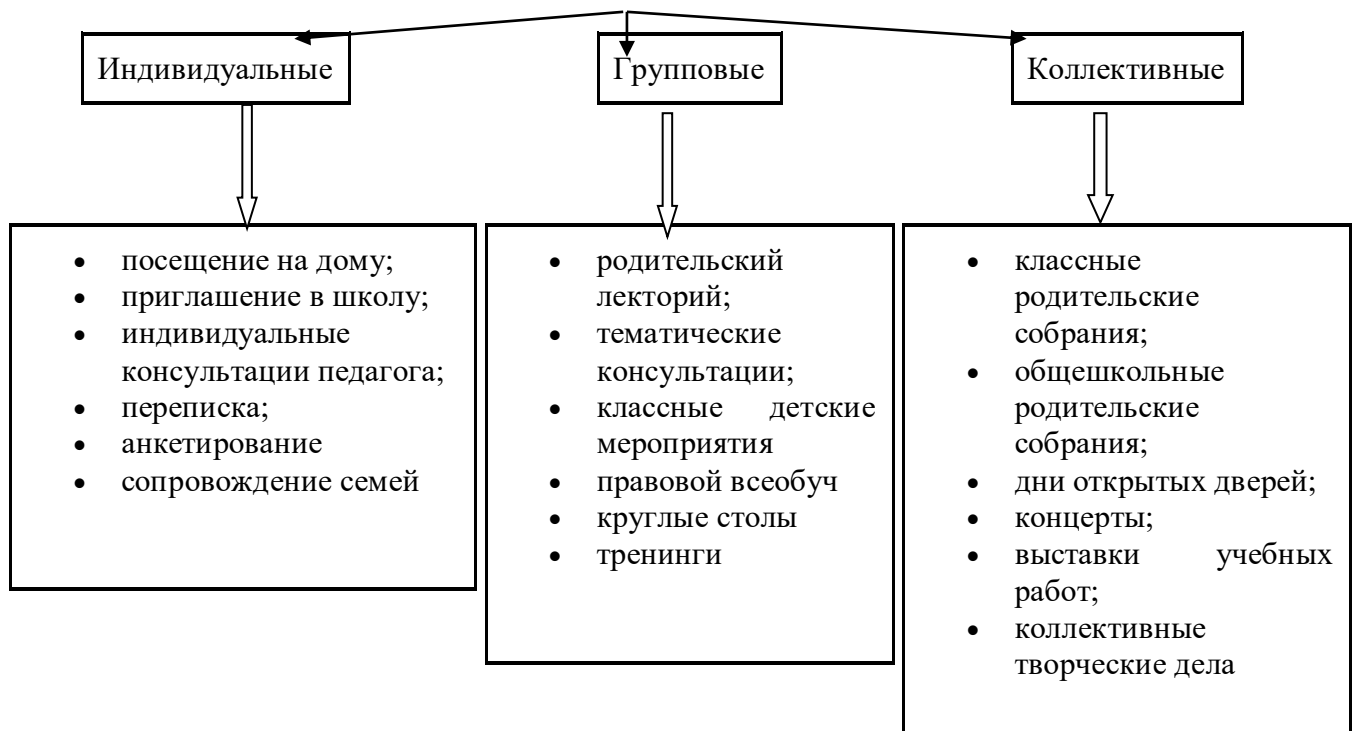 Индивидуальные
Групповые
Коллективные
• посещение на дому;
• приглашение в школу;
• индивидуальные
консультации педагога;
• переписка;
• анкетирование
• сопровождение семей
• родительский
лекторий;
• тематические
консультации;
• классные детские
мероприятия
• правовой всеобуч
• круглые столы
• тренинги
• классные
родительские
собрания;
• общешкольные
родительские
собрания;
• дни открытых дверей;
• концерты;
• выставки учебных
работ;
• коллективные
творческие дела